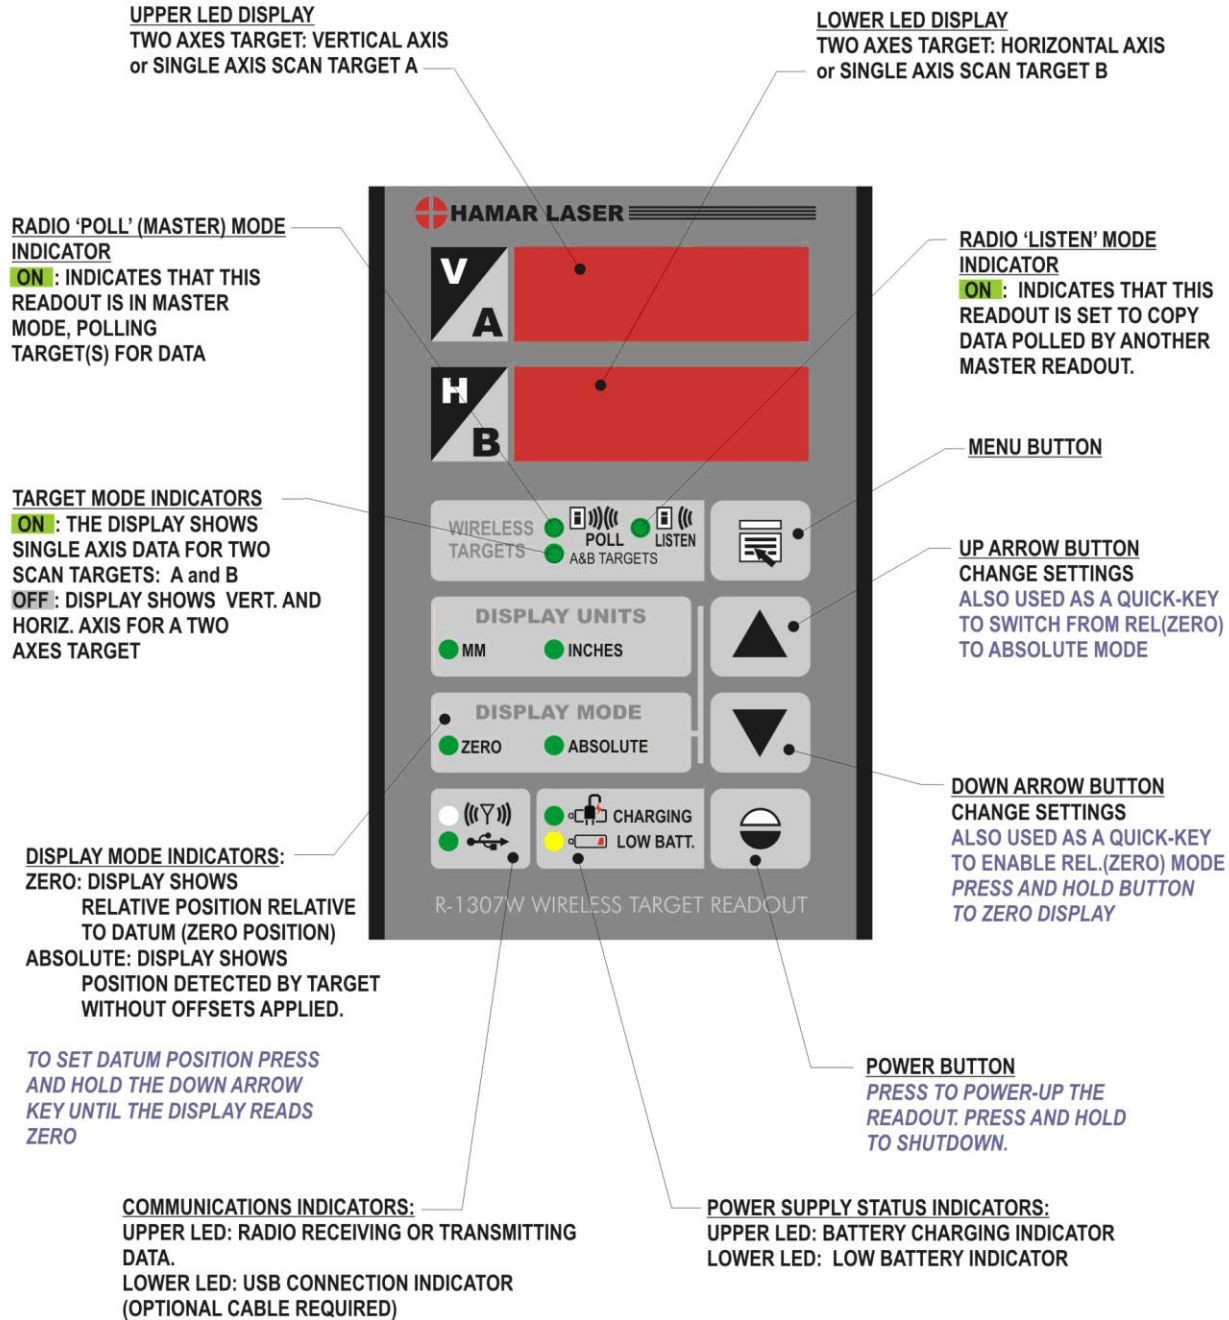 UPPER LED DISPLAY
TWO AXES TARGET: VERTICAL AXIS
or SINGLE AXIS SCAN TARGET A
LOWER LED DISPLAY
TWO AXES TARGET: HORIZONTAL AXIS
or SINGLE AXIS SCAN TARGET B
RADIO ‘POLL’ (MASTER) MODE
INDICATOR
ON : INDICATES THAT THIS
READOUT IS IN MASTER
MODE, POLLING
TARGET(S) FOR DATA
TARGET MODE INDICATORS
ON : THE DISPLAY SHOWS
SINGLE AXIS DATA FOR TWO
SCAN TARGETS: A and B
OFF : DISPLAY SHOWS VERT. AND
HORIZ. AXIS FOR A TWO
AXES TARGET
DISPLAY MODE INDICATORS:
ZERO: DISPLAY SHOWS
RELATIVE POSITION RELATIVE
TO DATUM (ZERO POSITION)
ABSOLUTE: DISPLAY SHOWS
POSITION DETECTED BY TARGET
WITHOUT OFFSETS APPLIED.
TO SET DATUM POSITION PRESS
AND HOLD THE DOWN ARROW
KEY UNTIL THE DISPLAY READS
ZERO
HAMAR LASER
V
A
H
B
WIRELESS
TARGETS
POLL
LISTEN
A&B TARGETS
DISPLAY UNITS
MM
INCHES
DISPLAY MODE
ZERO
ABSOLUTE
CHARGING
LOW BATT.
R-1307W WIRELESS TARGET READOUT
RADIO ‘LISTEN’ MODE
INDICATOR
ON : INDICATES THAT THIS
READOUT IS SET TO COPY
DATA POLLED BY ANOTHER
MASTER READOUT.
MENU BUTTON
UP ARROW BUTTON
CHANGE SETTINGS
ALSO USED AS A QUICK-KEY
TO SWITCH FROM REL(ZERO)
TO ABSOLUTE MODE
DOWN ARROW BUTTON
CHANGE SETTINGS
ALSO USED AS A QUICK-KEY
TO ENABLE REL.(ZERO) MODE
PRESS AND HOLD BUTTON
TO ZERO DISPLAY
POWER BUTTON
PRESS TO POWER-UP THE
READOUT. PRESS AND HOLD
TO SHUTDOWN.
COMMUNICATIONS INDICATORS:
UPPER LED: RADIO RECEIVING OR TRANSMITTING
DATA.
LOWER LED: USB CONNECTION INDICATOR
(OPTIONAL CABLE REQUIRED)
POWER SUPPLY STATUS INDICATORS:
UPPER LED: BATTERY CHARGING INDICATOR
LOWER LED: LOW BATTERY INDICATOR